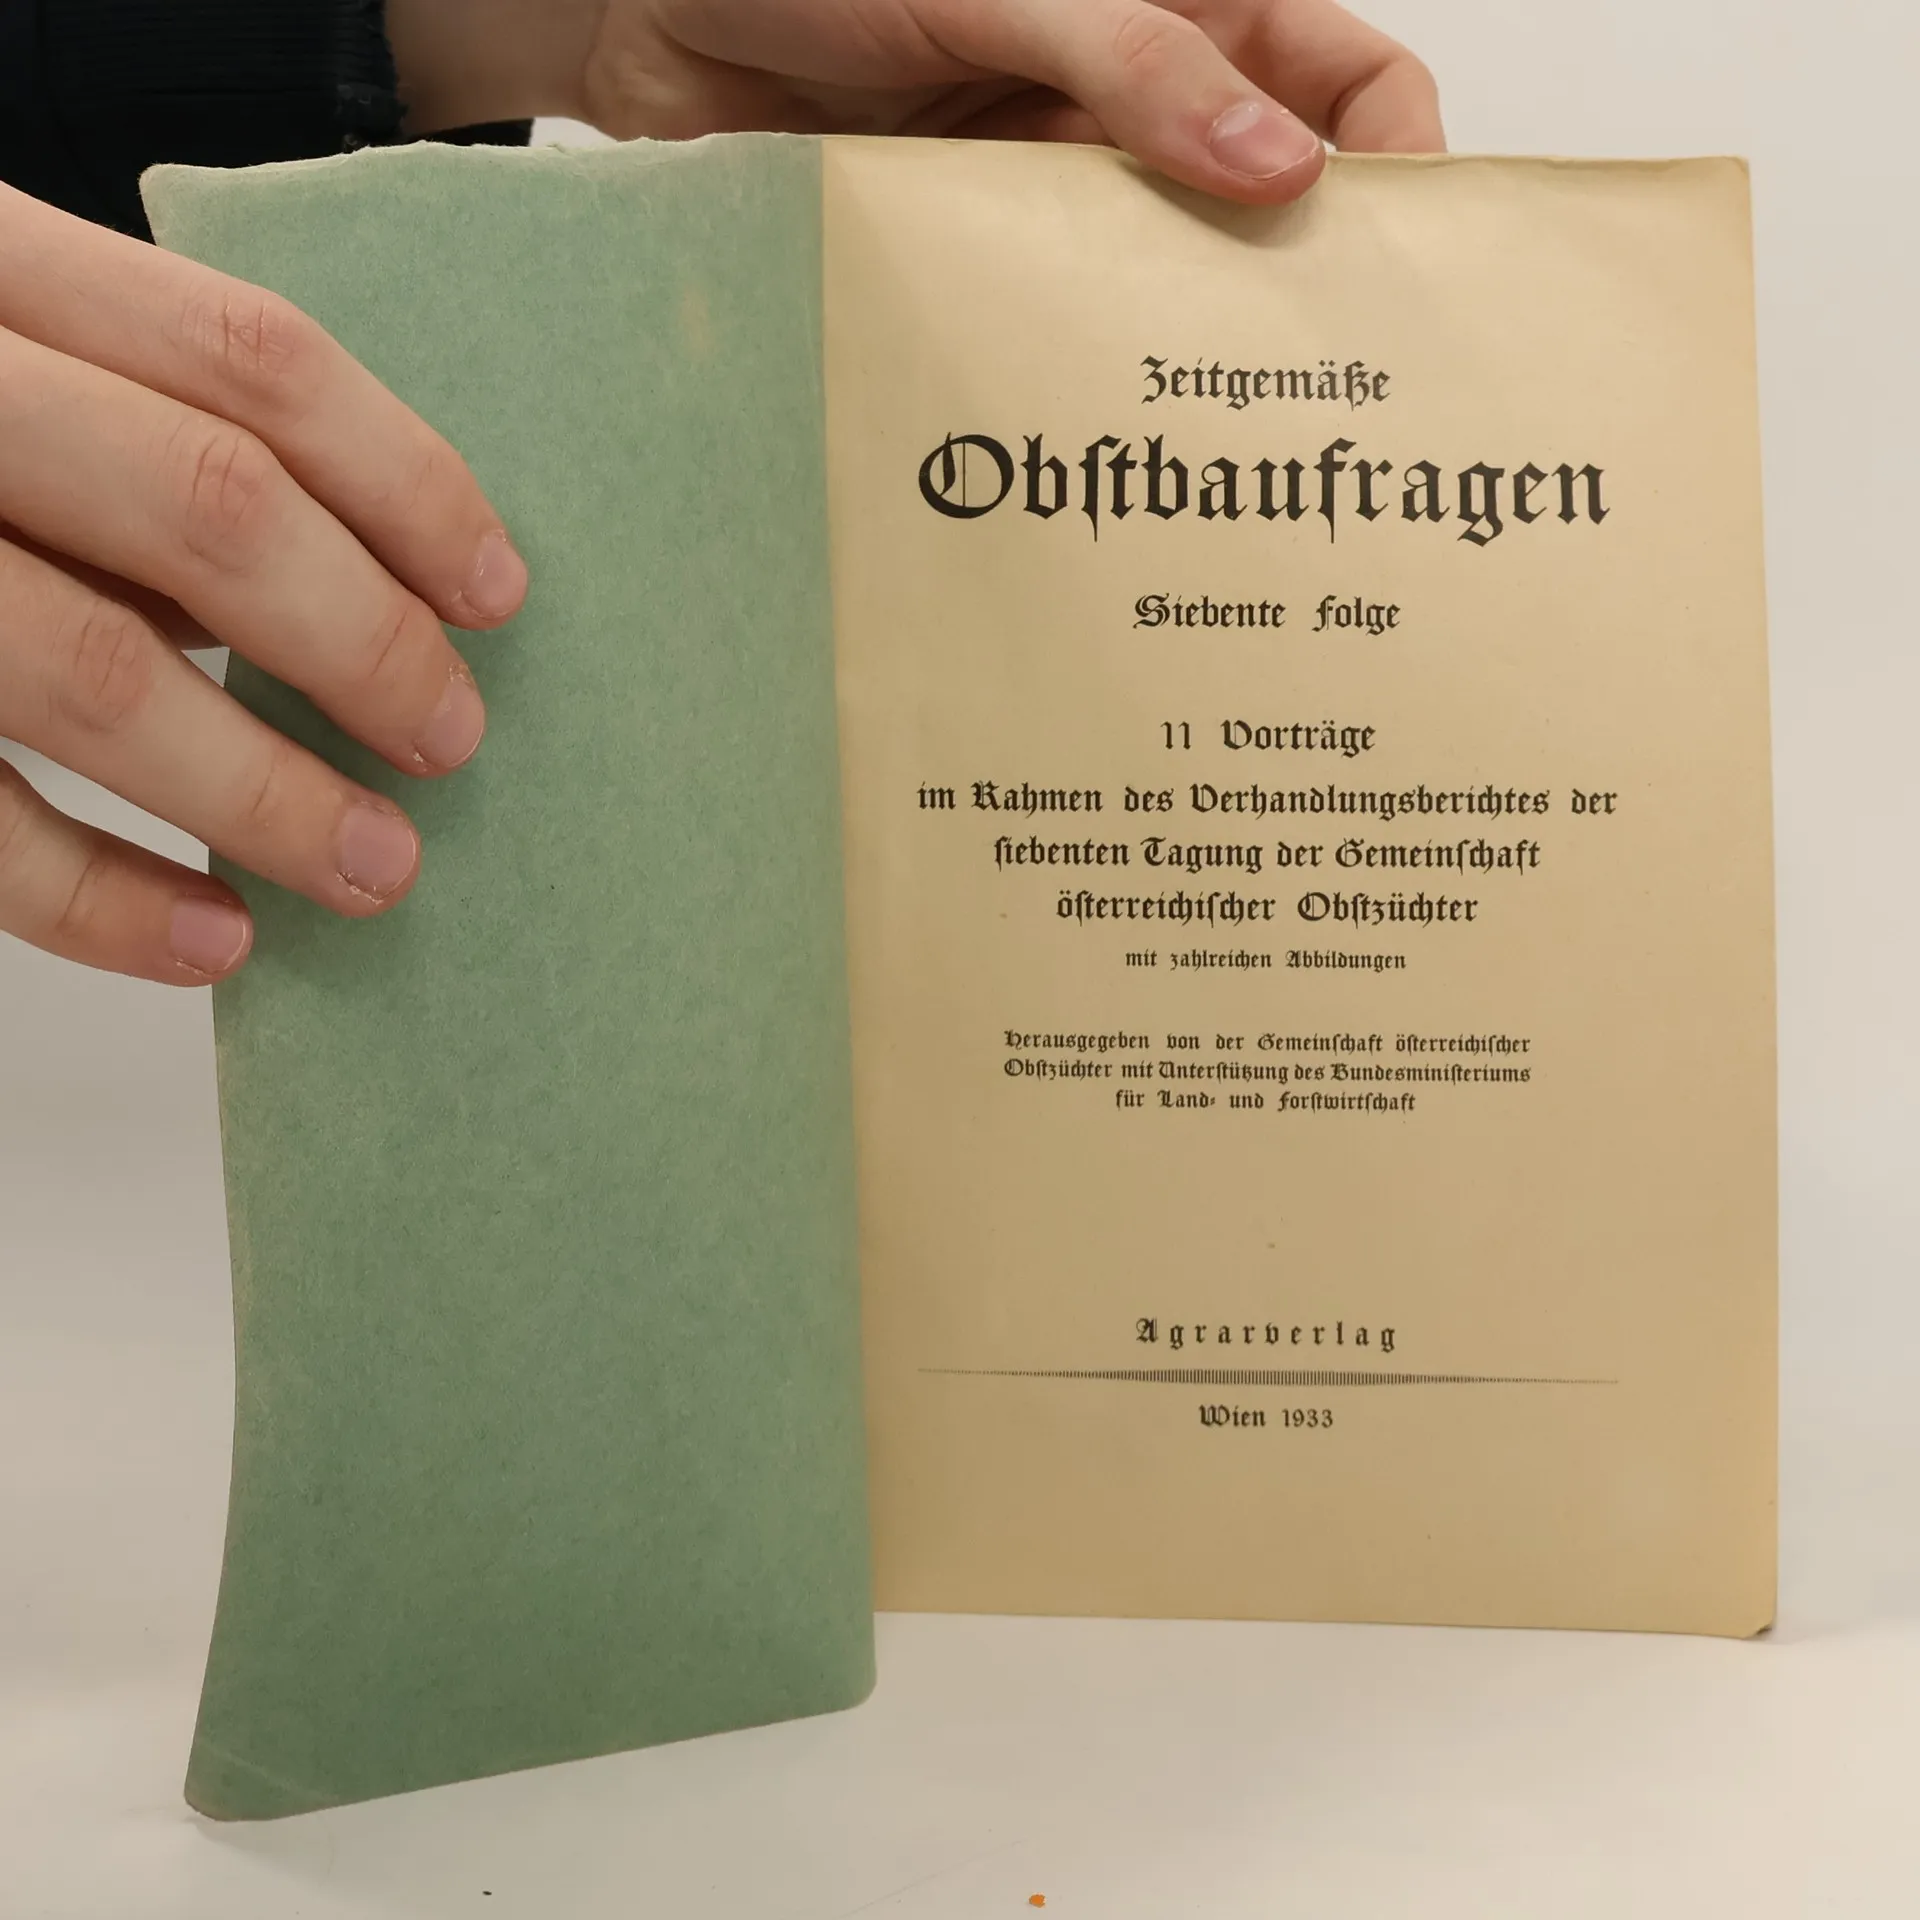 Zeitgemäße
Obſtbaufragen
Siebente Folge
11 Vorträge
im Rahmen des Verhandlungsberichtes der
ſiebenten Tagung der Gemeinſchaft
öſterreichiſcher Obſtzüchter
mit zahlreichen Abbildungen
Herausgegeben von der Gemeinſchaft öſterreichiſcher
Obſtzüchter mit Unterſtützung des Bundesminiſteriums
für Land⸗ und Forſtwirtſchaft
Agrarverlag
Wien 1933